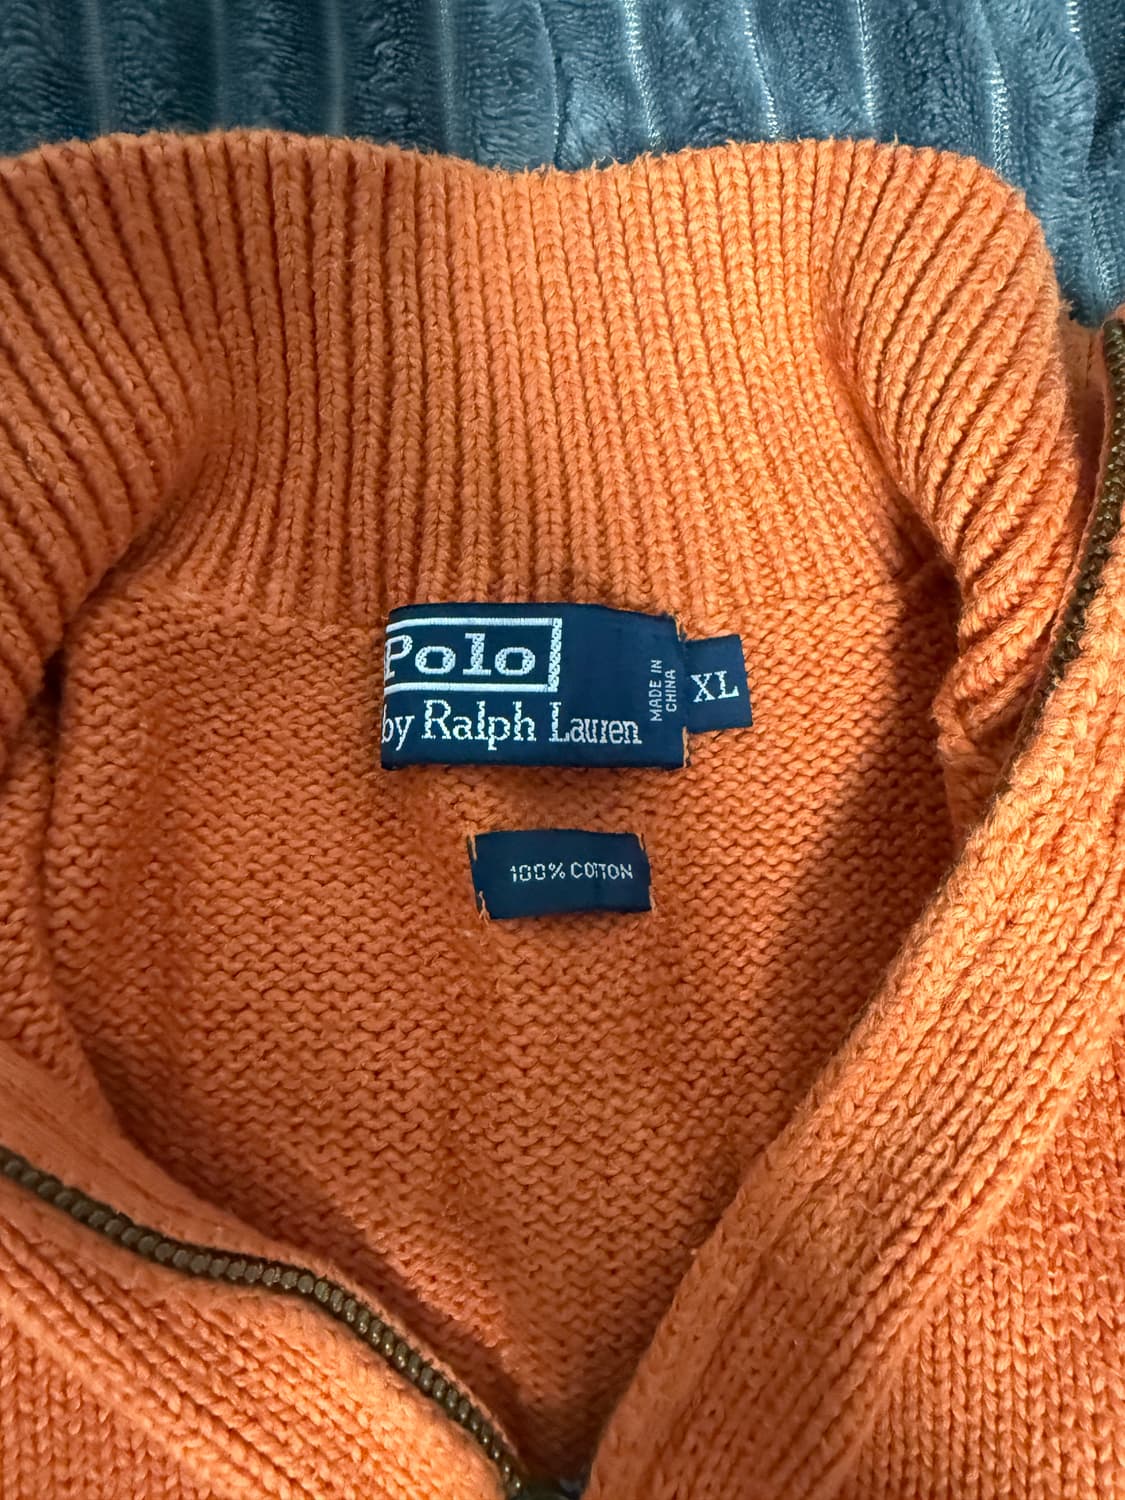 Polo
by Ralph Lauren
MADE IN
CHINA
XL
100% COTTON